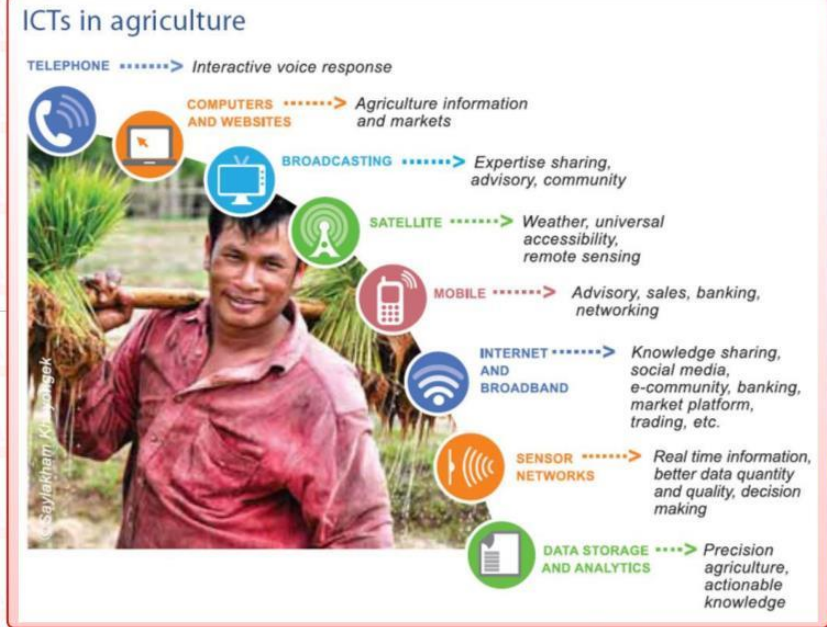 ICTs in agriculture
TELEPHONE Interactive voice response
COMPUTERS AND WEBSITES Agriculture information
and markets
BROADCASTING Expertise sharing,
advisory, community
SATELLITE Weather, universal
accessibility,
remote sensing
MOBILE Advisory, sales, banking,
networking
INTERNET AND BROADBAND Knowledge sharing,
social media,
e-community, banking,
market platform,
trading, etc.
SENSOR NETWORKS Real time information,
better data quantity
and quality, decision
making
DATA STORAGE AND ANALYTICS Precision
agriculture,
actionable
knowledge
© Saylakham